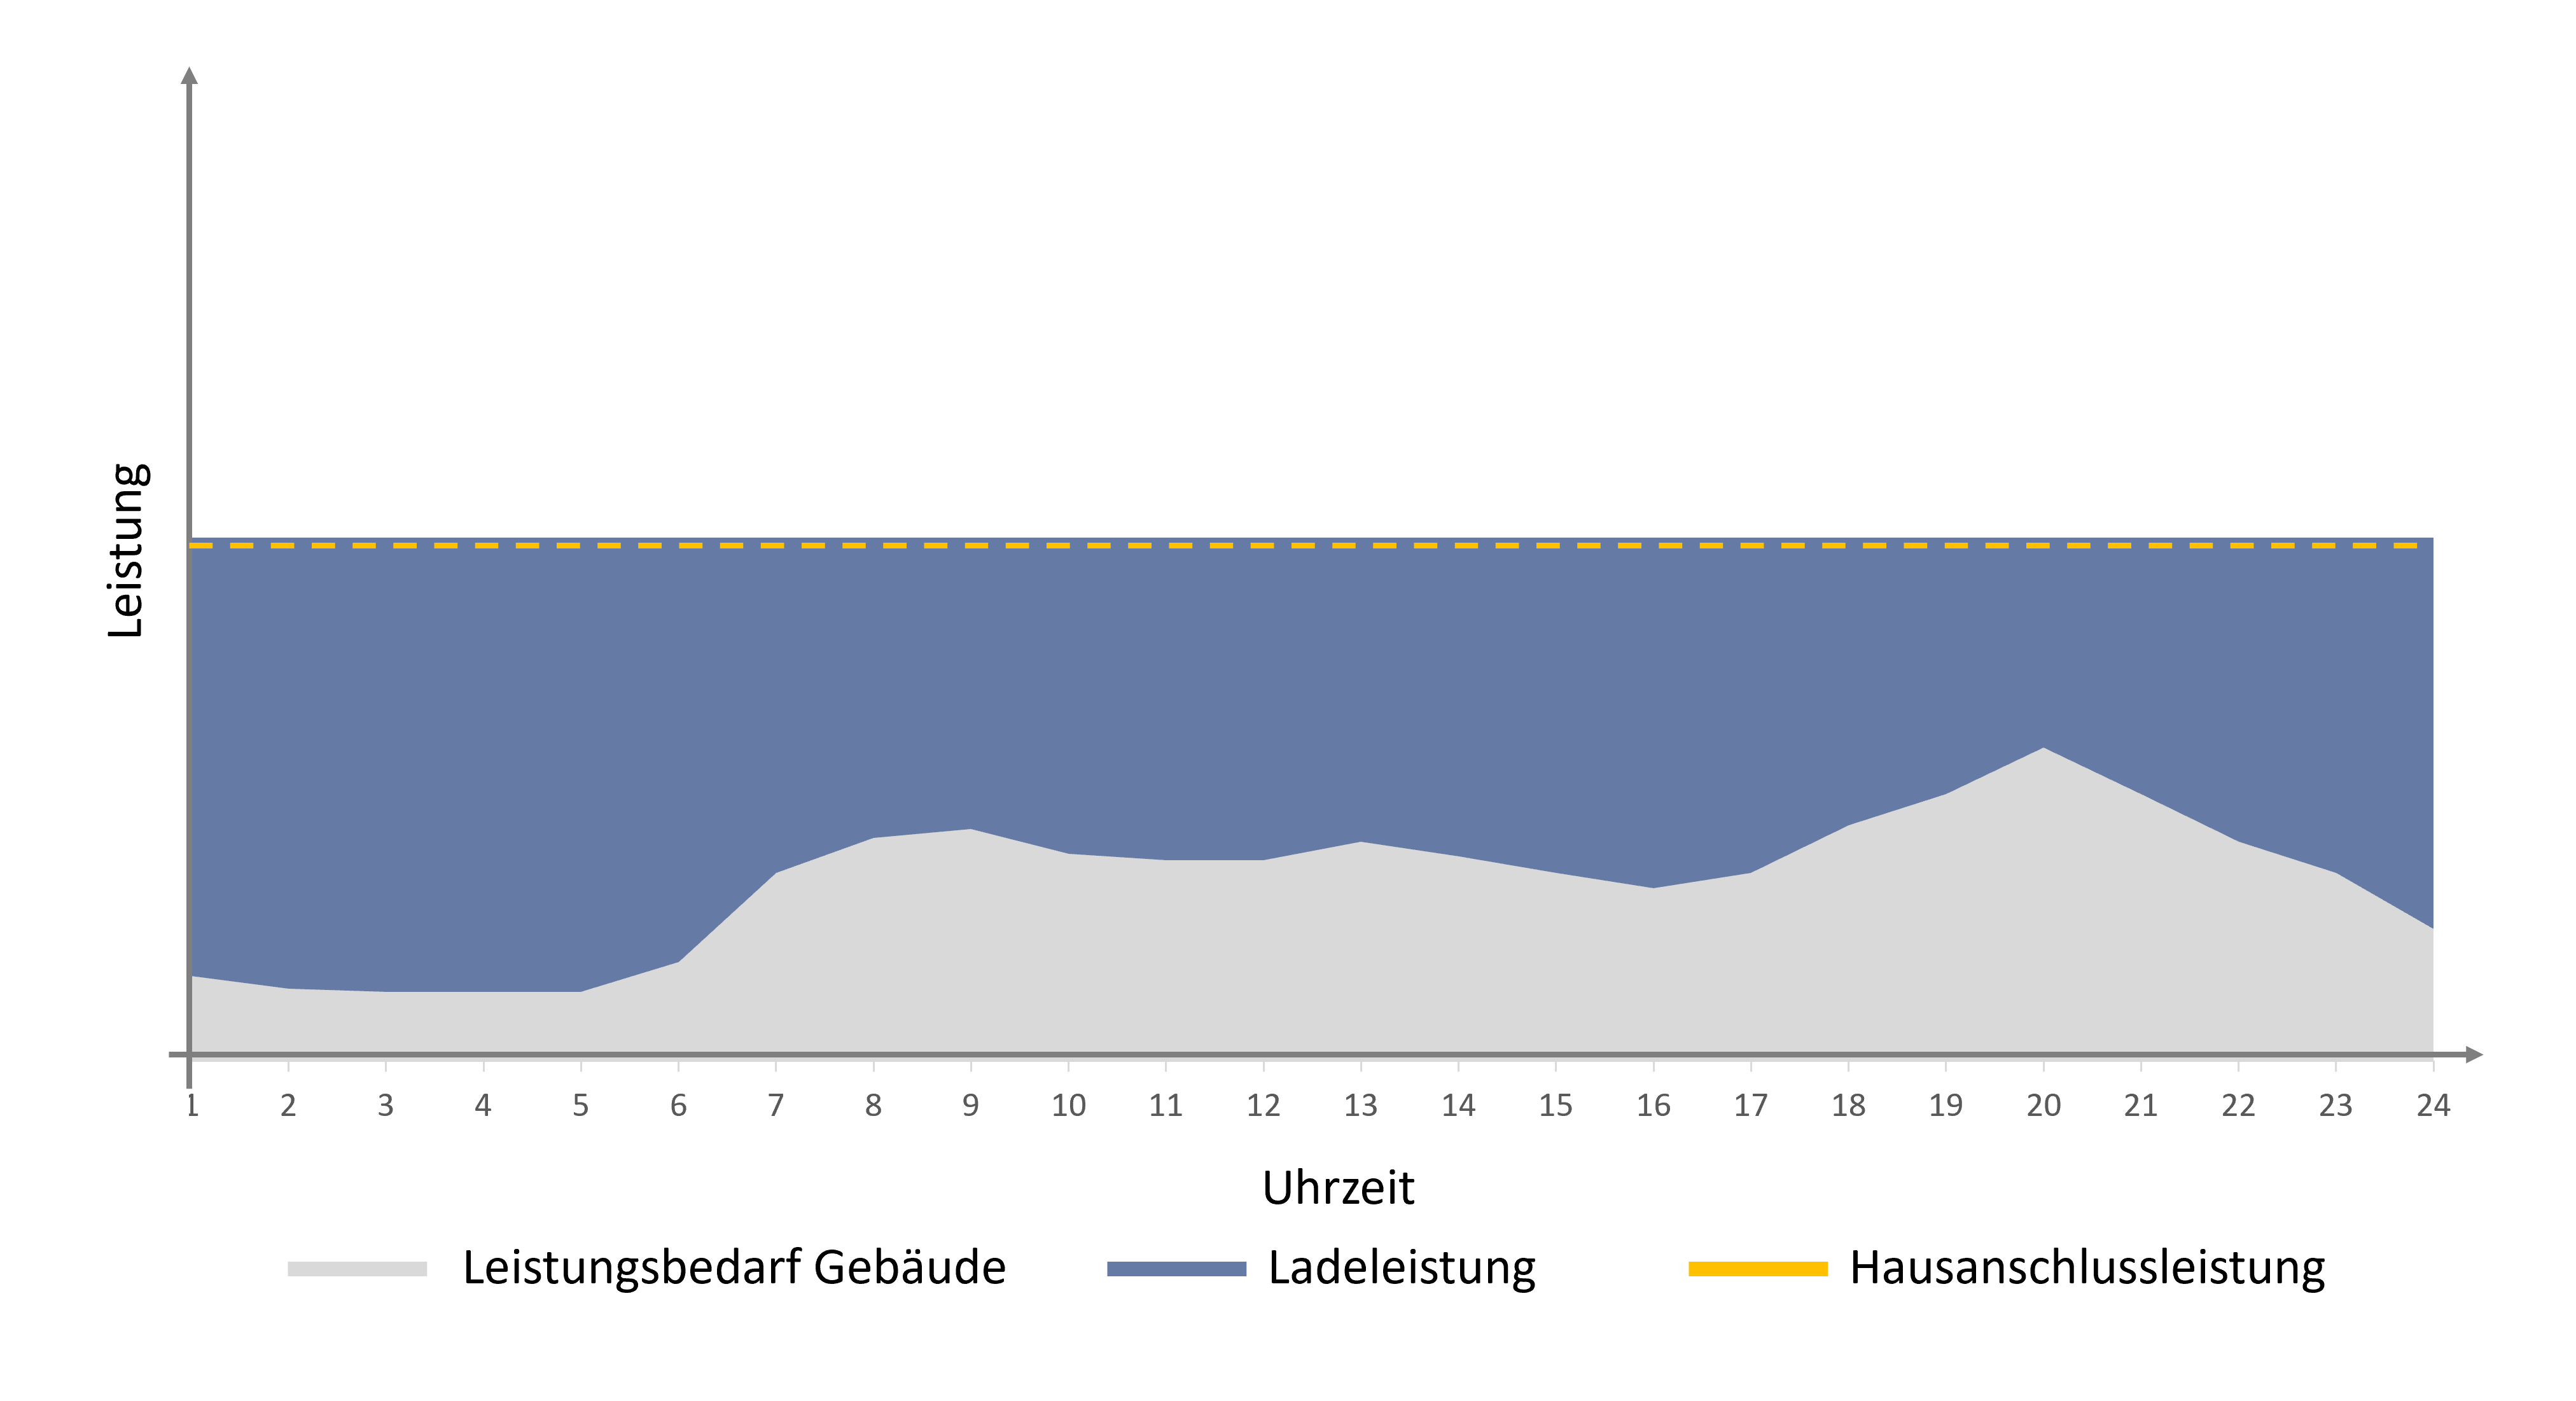 Leistung
1 2 3 4 5 6 7 8 9 10 11 12 13 14 15 16 17 18 19 20 21 22 23 24
Uhrzeit
Leistungsbedarf Gebäude Ladeleistung Hausanschlussleistung